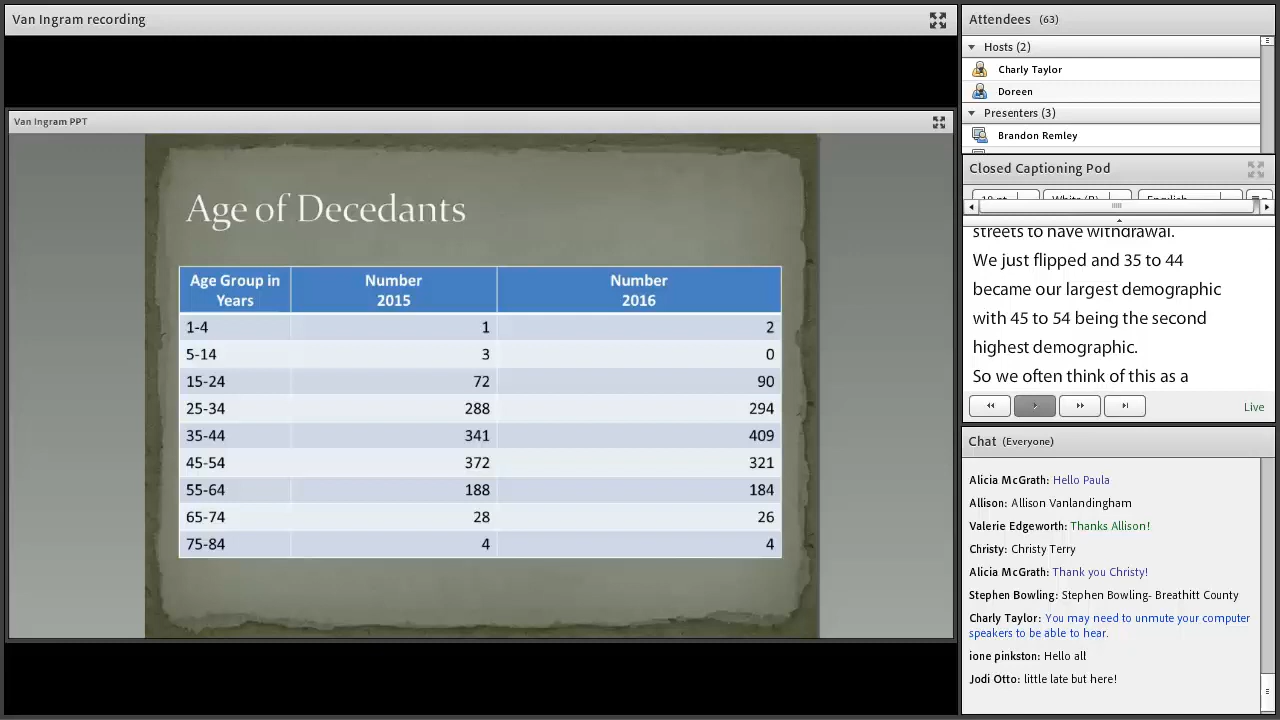 Van Ingram recording
Van Ingram PPT
Age of Decedants
Age Group in Years Number 2015 Number 2016
1-4 1 2
5-14 3 0
15-24 72 90
25-34 288 294
35-44 341 409
45-54 372 321
55-64 188 184
65-74 28 26
75-84 4 4
Attendees (63)
Hosts (2)
Charly Taylor
Doreen
Presenters (3)
Brandon Remley
Closed Captioning Pod
English
streets to have withdrawal.
We just flipped and 35 to 44
became our largest demographic
with 45 to 54 being the second
highest demographic.
So we often think of this as a
Live
Chat (Everyone)
Alicia McGrath: Hello Paula
Allison: Allison Vanlandingham
Valerie Edgeworth: Thanks Allison!
Christy: Christy Terry
Alicia McGrath: Thank you Christy!
Stephen Bowling: Stephen Bowling- Breathitt County
Charly Taylor: You may need to unmute your computer
speakers to be able to hear.
ione pinkston: Hello all
Jodi Otto: little late but here!